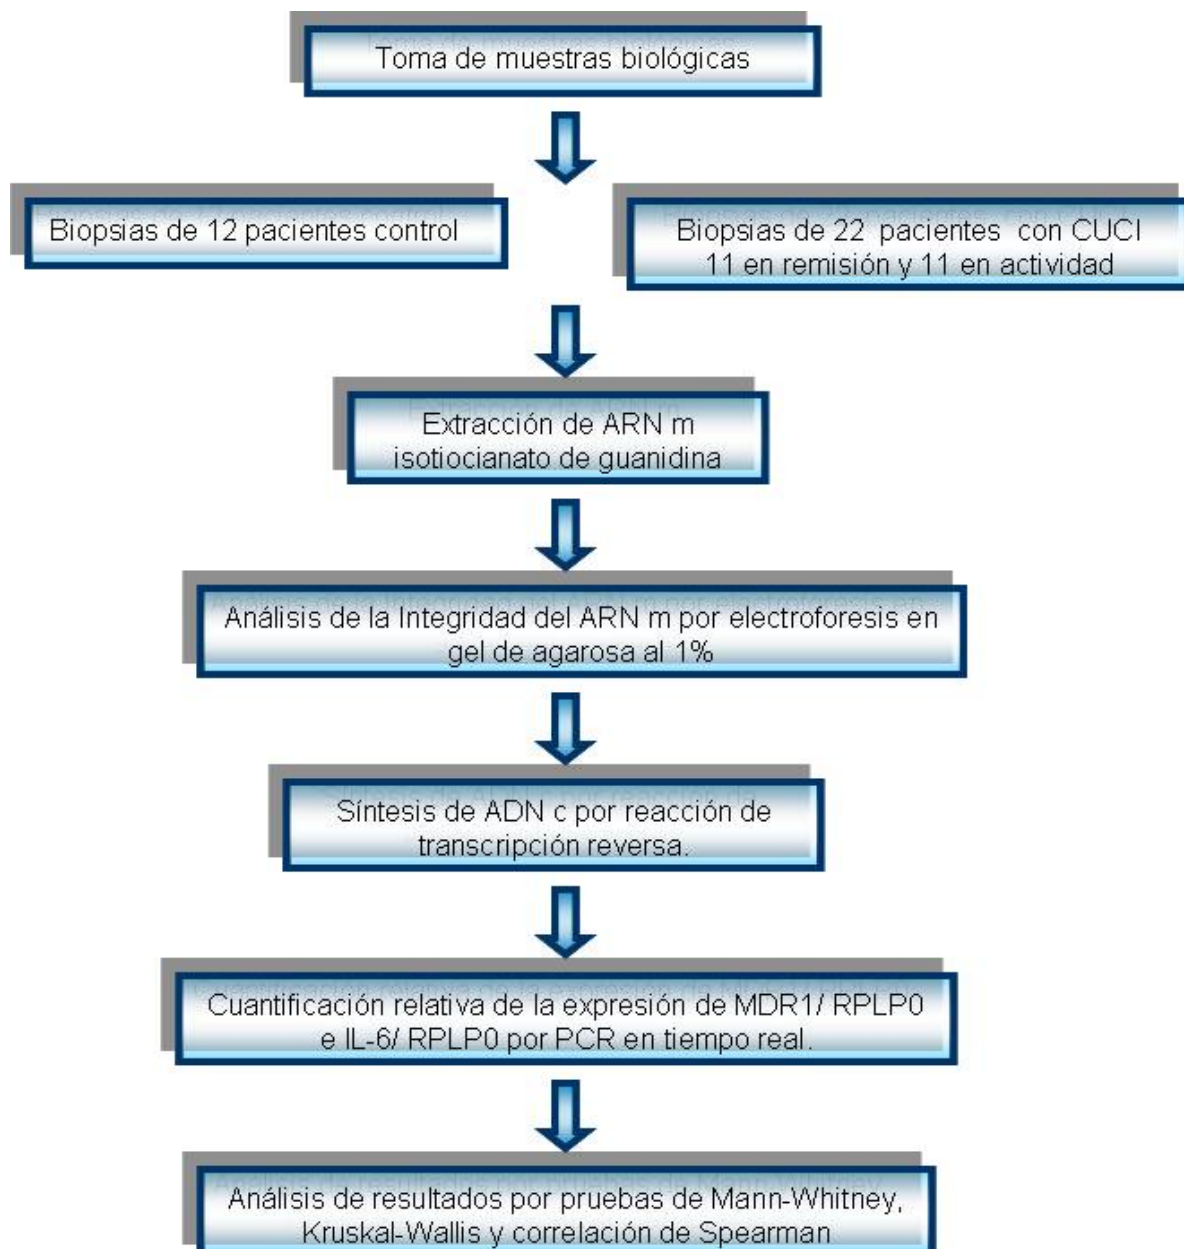 Toma de muestras biológicas
Biopsias de 12 pacientes control
Biopsias de 22 pacientes con CUCI
11 en remisión y 11 en actividad
Extracción de ARN m
isotiocianato de guanidina
Análisis de la Integridad del ARN m por electroforesis en
gel de agarosa al 1%
Síntesis de ADN c por reacción de
transcripción reversa.
Cuantificación relativa de la expresión de MDR1/ RPLP0
e IL-6/ RPLP0 por PCR en tiempo real.
Análisis de resultados por pruebas de Mann-Whitney,
Kruskal-Wallis y correlación de Spearman